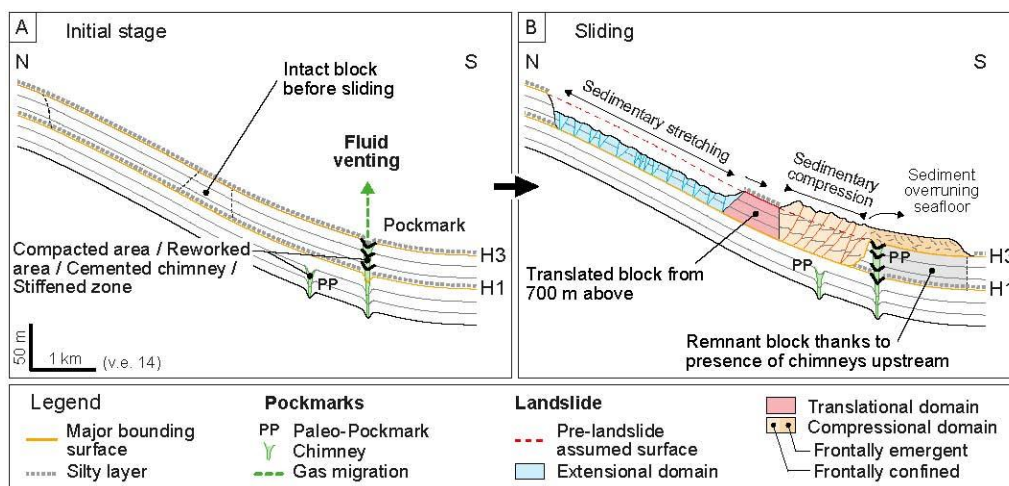 A
Initial stage
N
S
Intact block
before sliding
Fluid
venting
Pockmark
Compacted area / Reworked
area / Cemented chimney /
Stiffened zone
PP
H3
H1
50 m
1 km
(v.e. 14)
B
Sliding
N
S
Sedimentary stretching
Sedimentary
compression
Sediment
overruning
seafloor
PP
PP
H3
H1
Translated block from
700 m above
Remnant block thanks to
presence of chimneys upstream
Legend
Major bounding
surface
Silty layer
Pockmarks
PP Paleo-Pockmark
Chimney
Gas migration
Landslide
Pre-landslide
assumed surface
Extensional domain
Translational domain
Compressional domain
Frontally emergent
Frontally confined